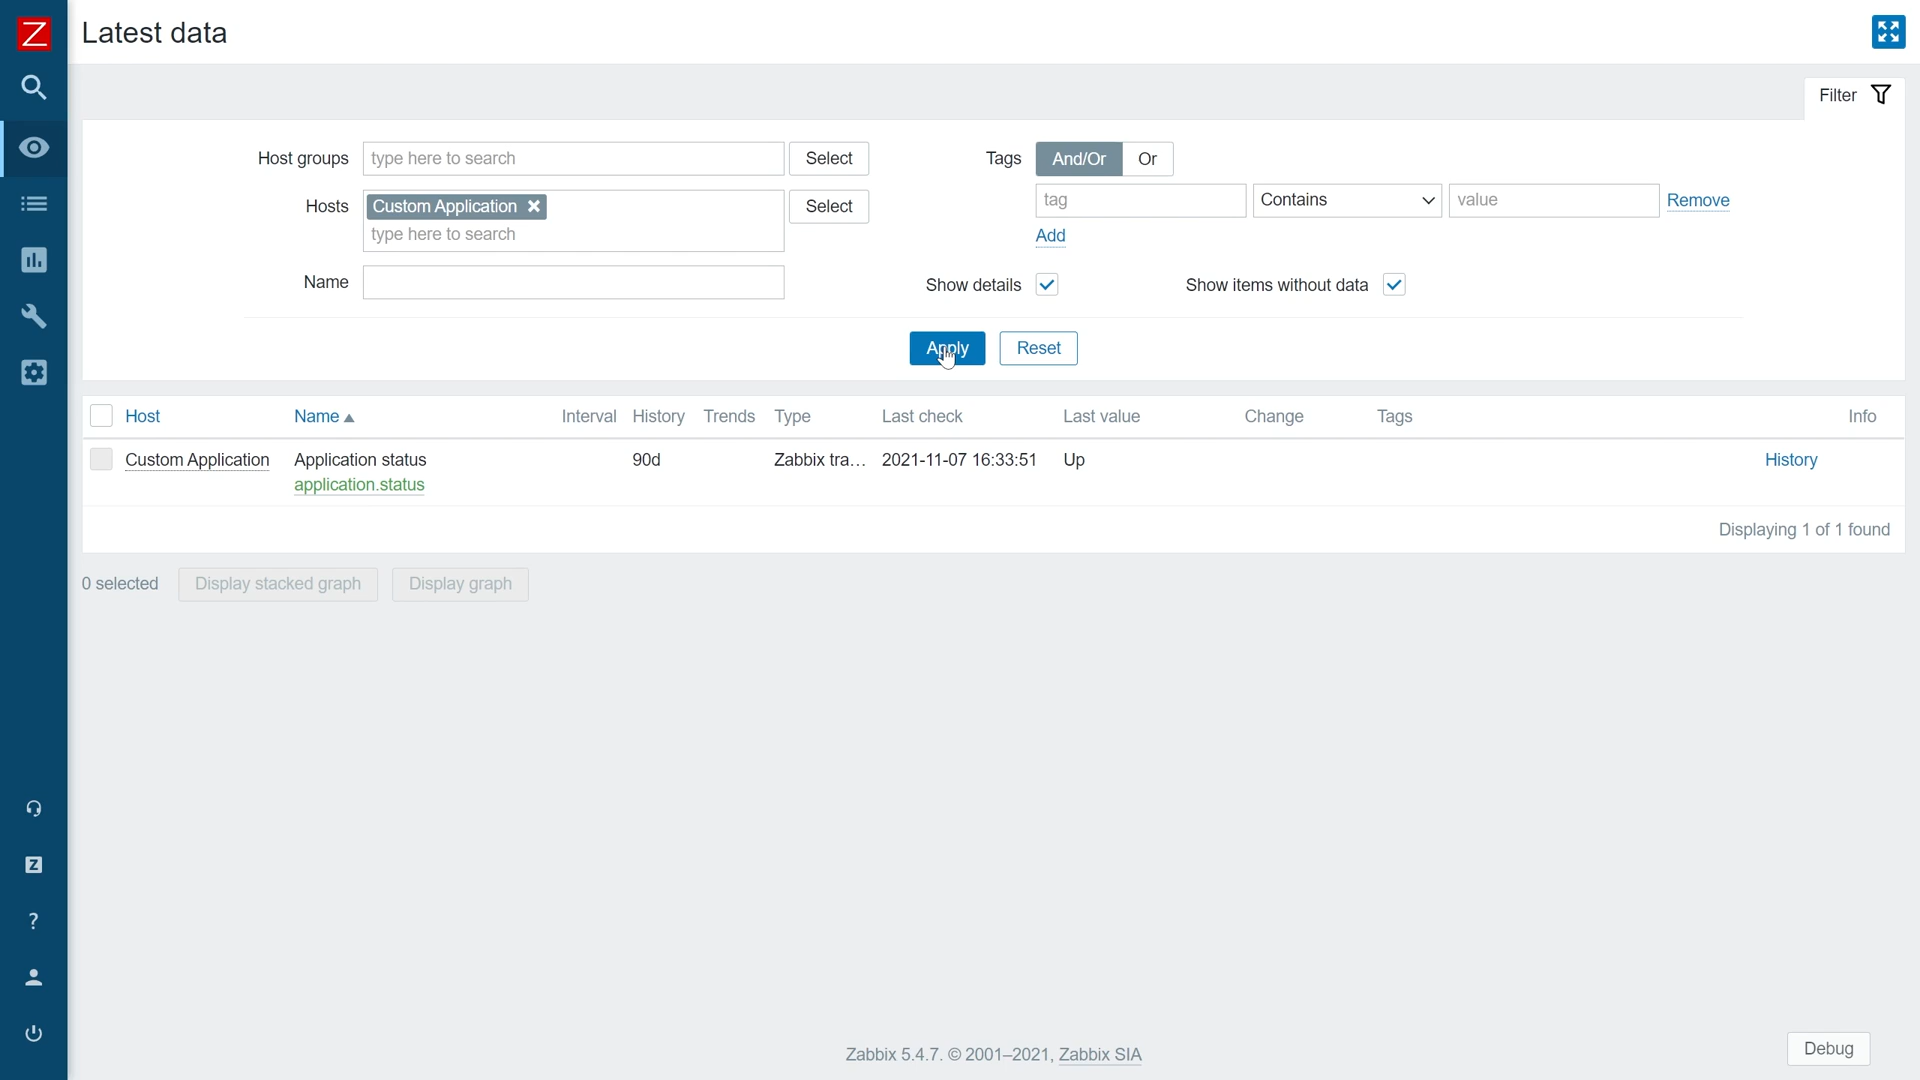 Z Latest data
Filter
Host groups type here to search Select Tags And/Or Or
Hosts Custom Application Select tag Contains value Remove
type here to search Add
Name Show details Show items without data
Apply Reset
Host Name Interval History Trends Type Last check Last value Change Tags Info
Custom Application Application status 90d Zabbix tra... 2021-11-07 16:33:51 Up History
application.status
Displaying 1 of 1 found
0 selected Display stacked graph Display graph
Z
?
Zabbix 5.4.7. © 2001–2021, Zabbix SIA
Debug